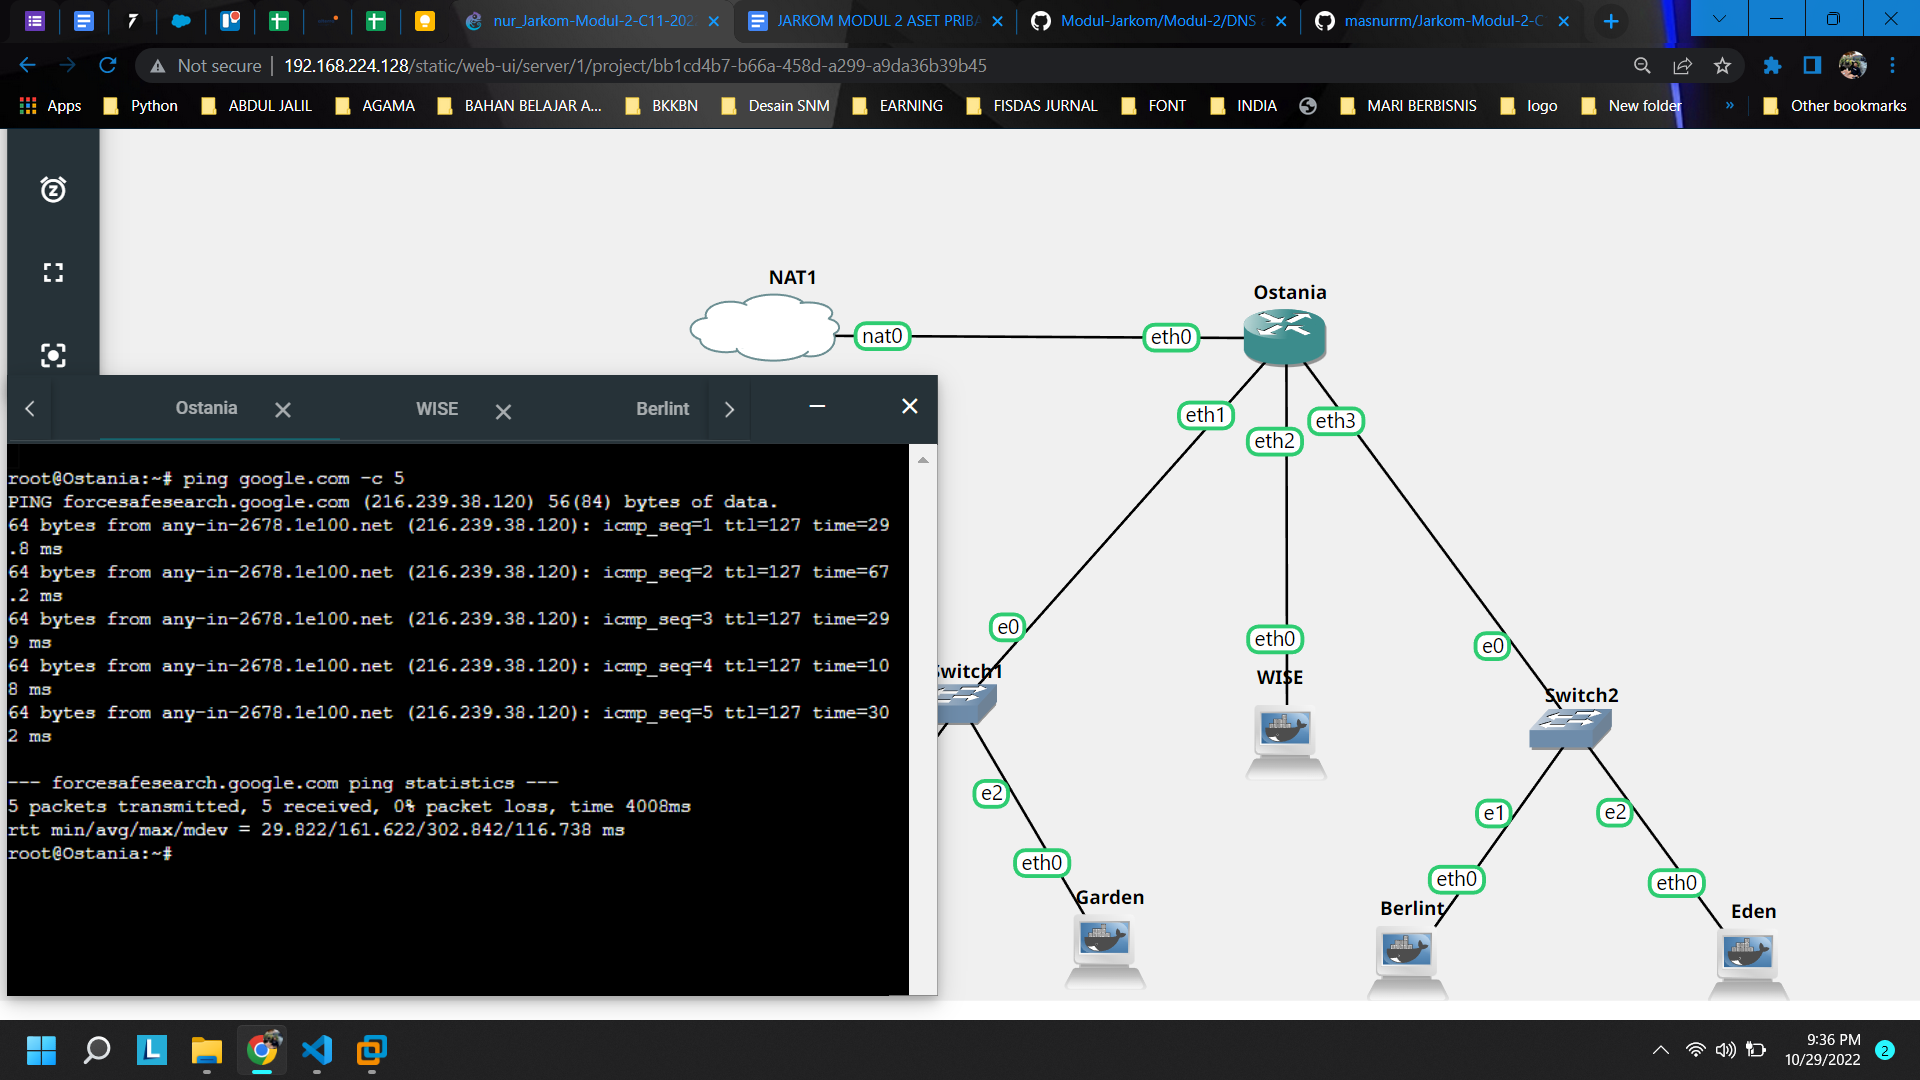 nur_Jarkom-Modul-2-C11-202
JARKOM MODUL 2 ASET PRIBA
Modul-Jarkom/Modul-2/DNS
masnurrm/Jarkom-Modul-2-C
Not secure
192.168.224.128/static/web-ui/server/1/project/bb1cd4b7-b66a-458d-a299-a9da36b39b45
Apps
Python
ABDUL JALIL
AGAMA
BAHAN BELAJAR A...
BKKBN
Desain SNM
EARNING
FISDAS JURNAL
FONT
INDIA
MARI BERBISNIS
logo
New folder
»
Other bookmarks
NAT1
Ostania
nat0
eth0
eth1
eth2
eth3
Ostania
WISE
Berlint
root@Ostania:~# ping google.com -c 5
PING forcesafesearch.google.com (216.239.38.120) 56(84) bytes of data.
64 bytes from any-in-2678.1e100.net (216.239.38.120): icmp_seq=1 ttl=127 time=29
.8 ms
64 bytes from any-in-2678.1e100.net (216.239.38.120): icmp_seq=2 ttl=127 time=67
.2 ms
64 bytes from any-in-2678.1e100.net (216.239.38.120): icmp_seq=3 ttl=127 time=29
9 ms
64 bytes from any-in-2678.1e100.net (216.239.38.120): icmp_seq=4 ttl=127 time=10
8 ms
64 bytes from any-in-2678.1e100.net (216.239.38.120): icmp_seq=5 ttl=127 time=30
2 ms
--- forcesafesearch.google.com ping statistics ---
5 packets transmitted, 5 received, 0% packet loss, time 4008ms
rtt min/avg/max/mdev = 29.822/161.622/302.842/116.738 ms
root@Ostania:~#
e0
Switch1
e2
eth0
Garden
eth0
WISE
e0
Switch2
e1
e2
eth0
eth0
Berlint
Eden
L
9:36 PM
10/29/2022
2